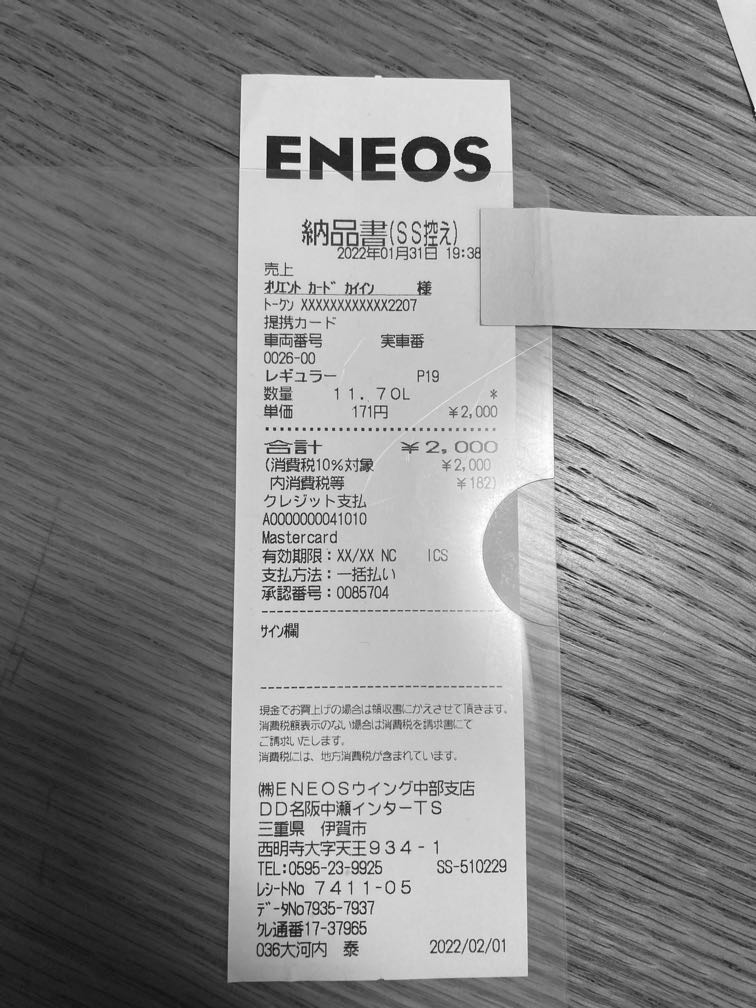 ENEOS
納品書(SS控え)
2022年01月31日 19:38
売上
ｵﾘｴﾝﾄ ｶｰﾄﾞ ｶｲｲﾝ 様
ﾄｰｸﾝ XXXXXXXXXXXX2207
提携カード
車両番号 実車番
0026-00
レギュラー P19
数量 11.70L *
単価 171円 ¥2,000
合計 ¥2,000
(消費税10%対象 ¥2,000
内消費税等 ¥182)
クレジット支払
A0000000041010
Mastercard
有効期限：XX/XX NC ICS
支払方法：一括払い
承認番号：0085704
ｻｲﾝ欄
現金でお買上げの場合は領収書にかえさせて頂きます。
消費税額表示のない場合は消費税を請求書にて
ご請求いたします。
消費税には、地方消費税が含まれています。
㈱ENEOSウイング中部支店
DD名阪中瀬インターTS
三重県 伊賀市
西明寺大字天王934-1
TEL:0595-23-9925 SS-510229
ﾚｼｰﾄNo 7411-05
ﾃﾞｰﾀNo7935-7937
ｸﾚ通番17-37965
036大河内 泰 2022/02/01